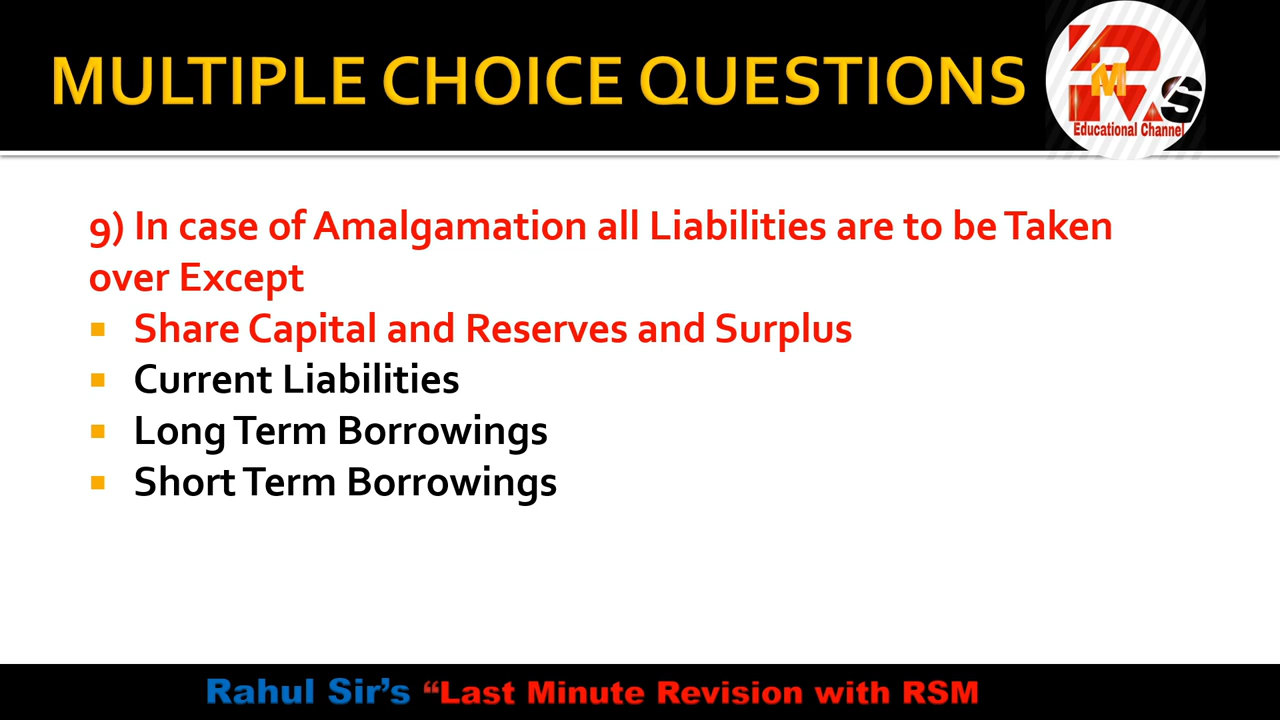 MULTIPLE CHOICE QUESTIONS
RMS
Educational Channel
9) In case of Amalgamation all Liabilities are to be Taken
over Except
▪ Share Capital and Reserves and Surplus
▪ Current Liabilities
▪ Long Term Borrowings
▪ Short Term Borrowings
Rahul Sir’s “Last Minute Revision with RSM